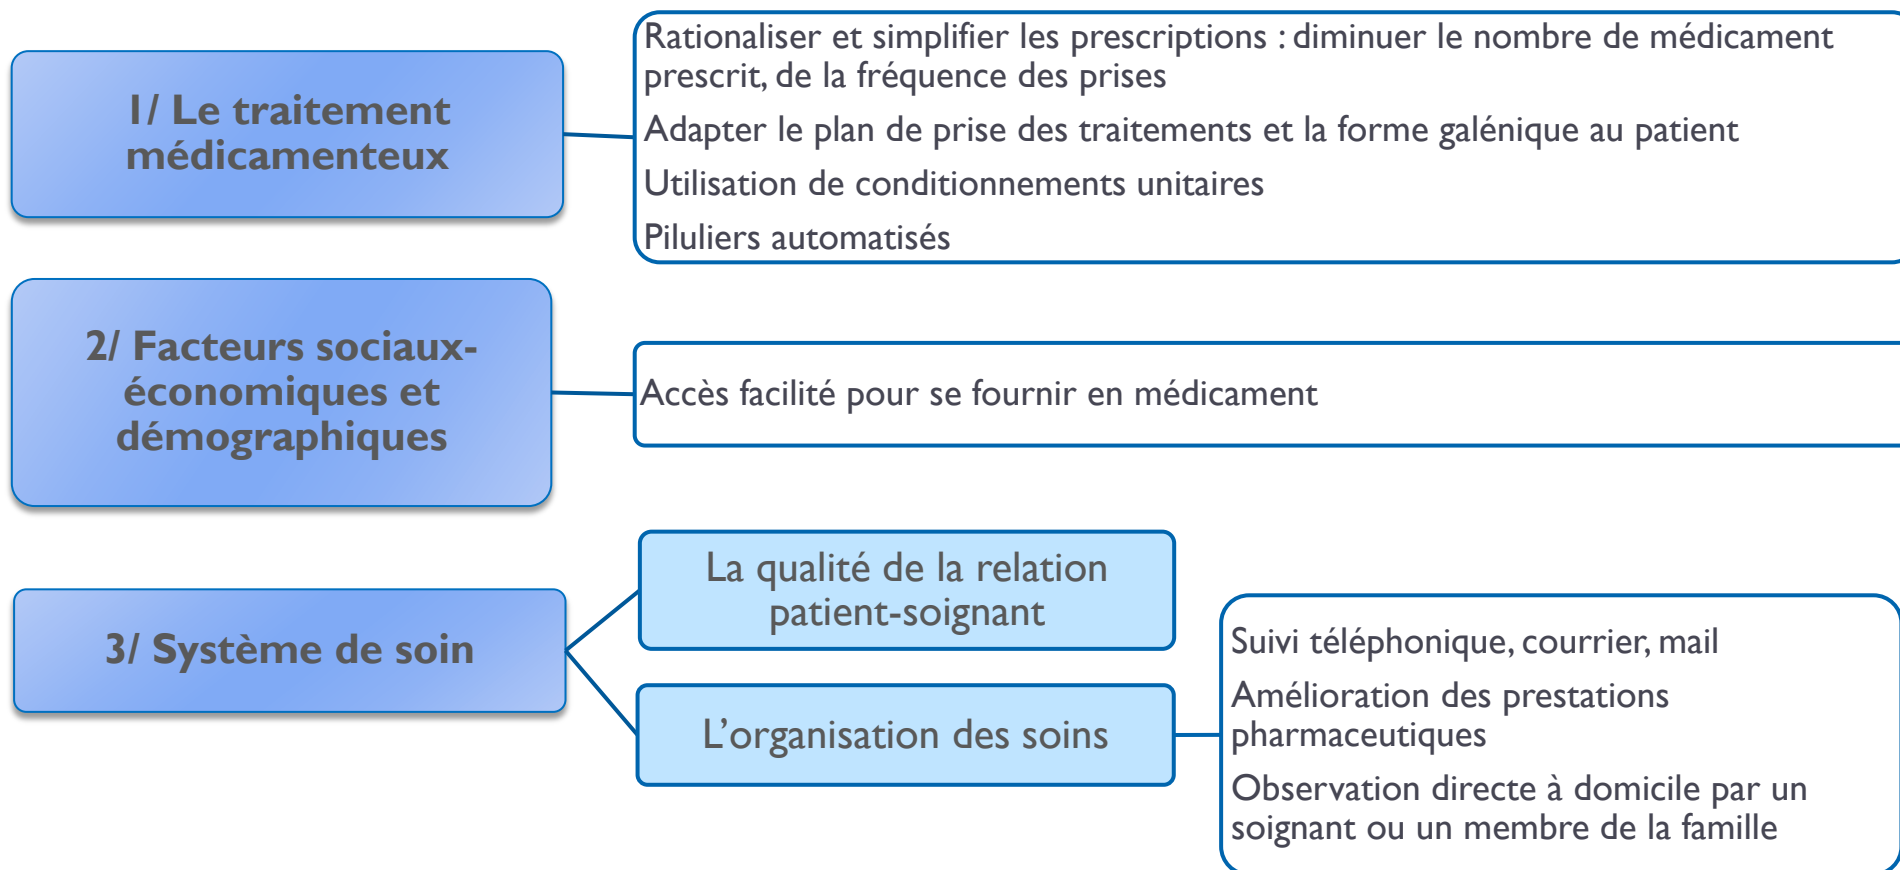 1/ Le traitement
médicamenteux
Rationaliser et simplifier les prescriptions : diminuer le nombre de médicament
prescrit, de la fréquence des prises
Adapter le plan de prise des traitements et la forme galénique au patient
Utilisation de conditionnements unitaires
Piluliers automatisés
2/ Facteurs sociaux-
économiques et
démographiques
Accès facilité pour se fournir en médicament
3/ Système de soin
La qualité de la relation
patient-soignant
L’organisation des soins
Suivi téléphonique, courrier, mail
Amélioration des prestations
pharmaceutiques
Observation directe à domicile par un
soignant ou un membre de la famille